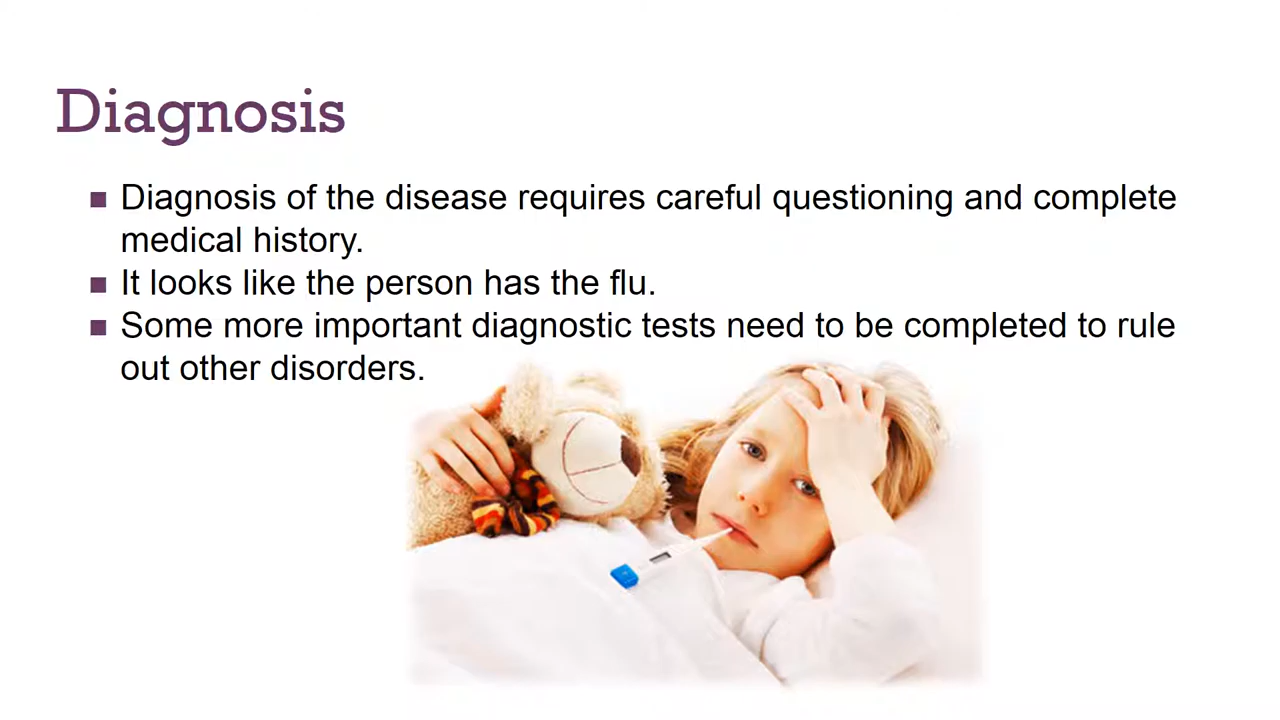 Diagnosis
Diagnosis of the disease requires careful questioning and complete
medical history.
It looks like the person has the flu.
Some more important diagnostic tests need to be completed to rule
out other disorders.